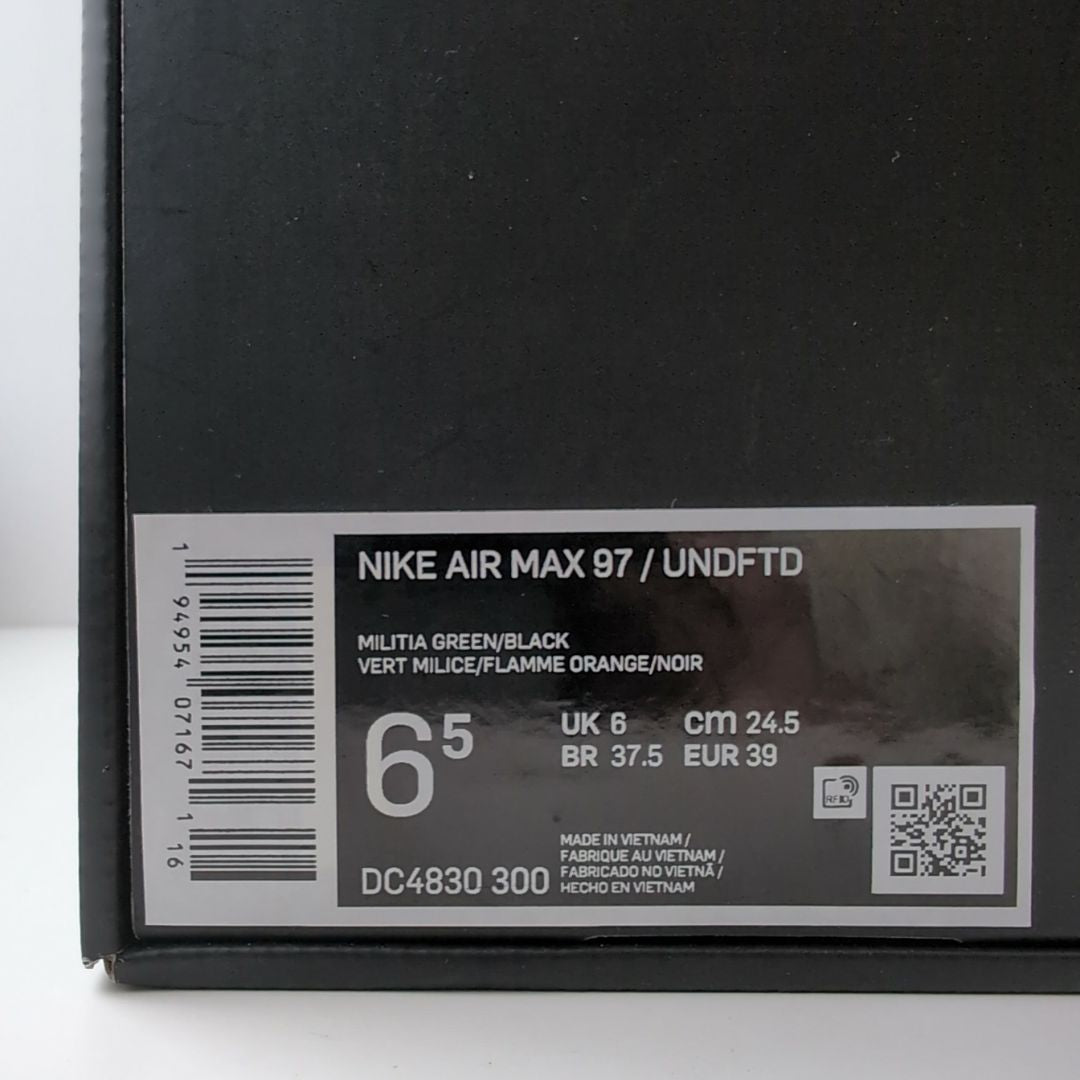 NIKE AIR MAX 97 / UNDFTD
MILITIA GREEN/BLACK
VERT MILICE/FLAMME ORANGE/NOIR
6⁵
UK 6 cm 24.5
BR 37.5 EUR 39
RFID
MADE IN VIETNAM /
FABRIQUE AU VIETNAM /
FABRICADO NO VIETNÃ /
HECHO EN VIETNAM
DC4830 300
1 94954 07167 1 16